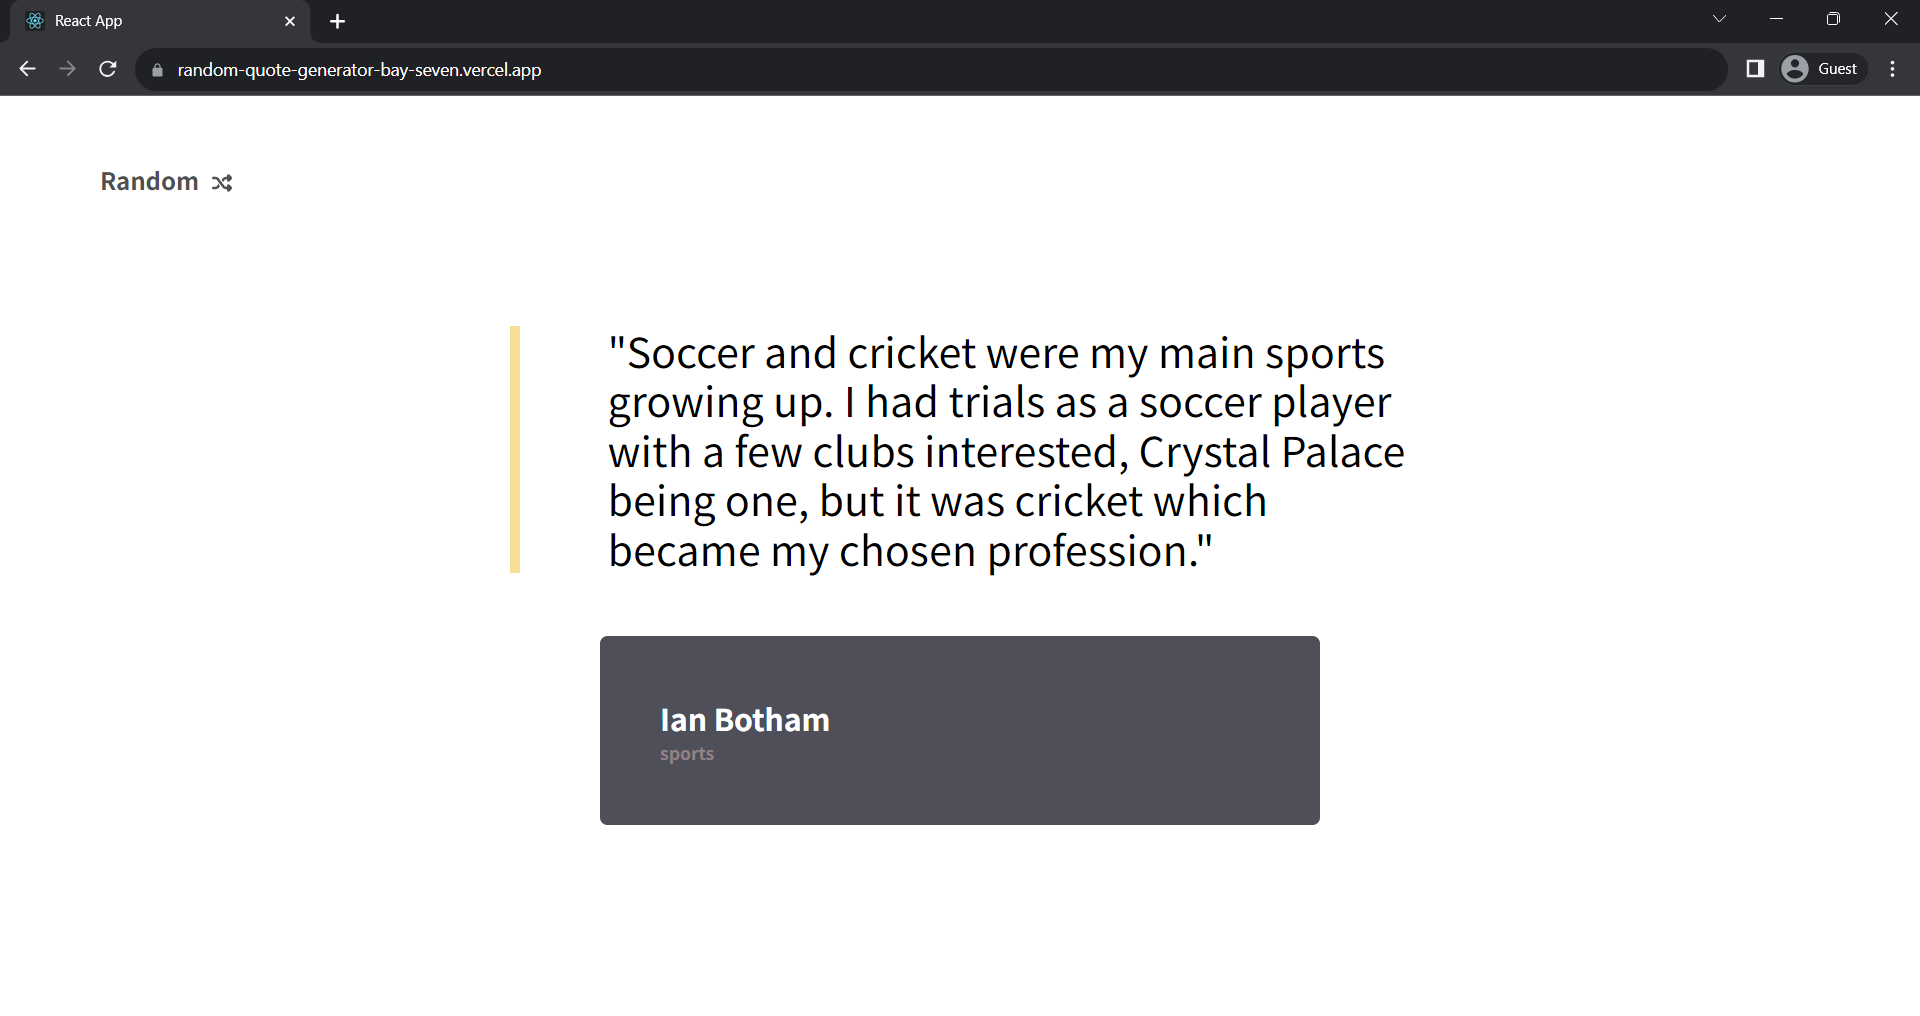 React App
random-quote-generator-bay-seven.vercel.app
Guest
Random
"Soccer and cricket were my main sports
growing up. I had trials as a soccer player
with a few clubs interested, Crystal Palace
being one, but it was cricket which
became my chosen profession."
Ian Botham
sports